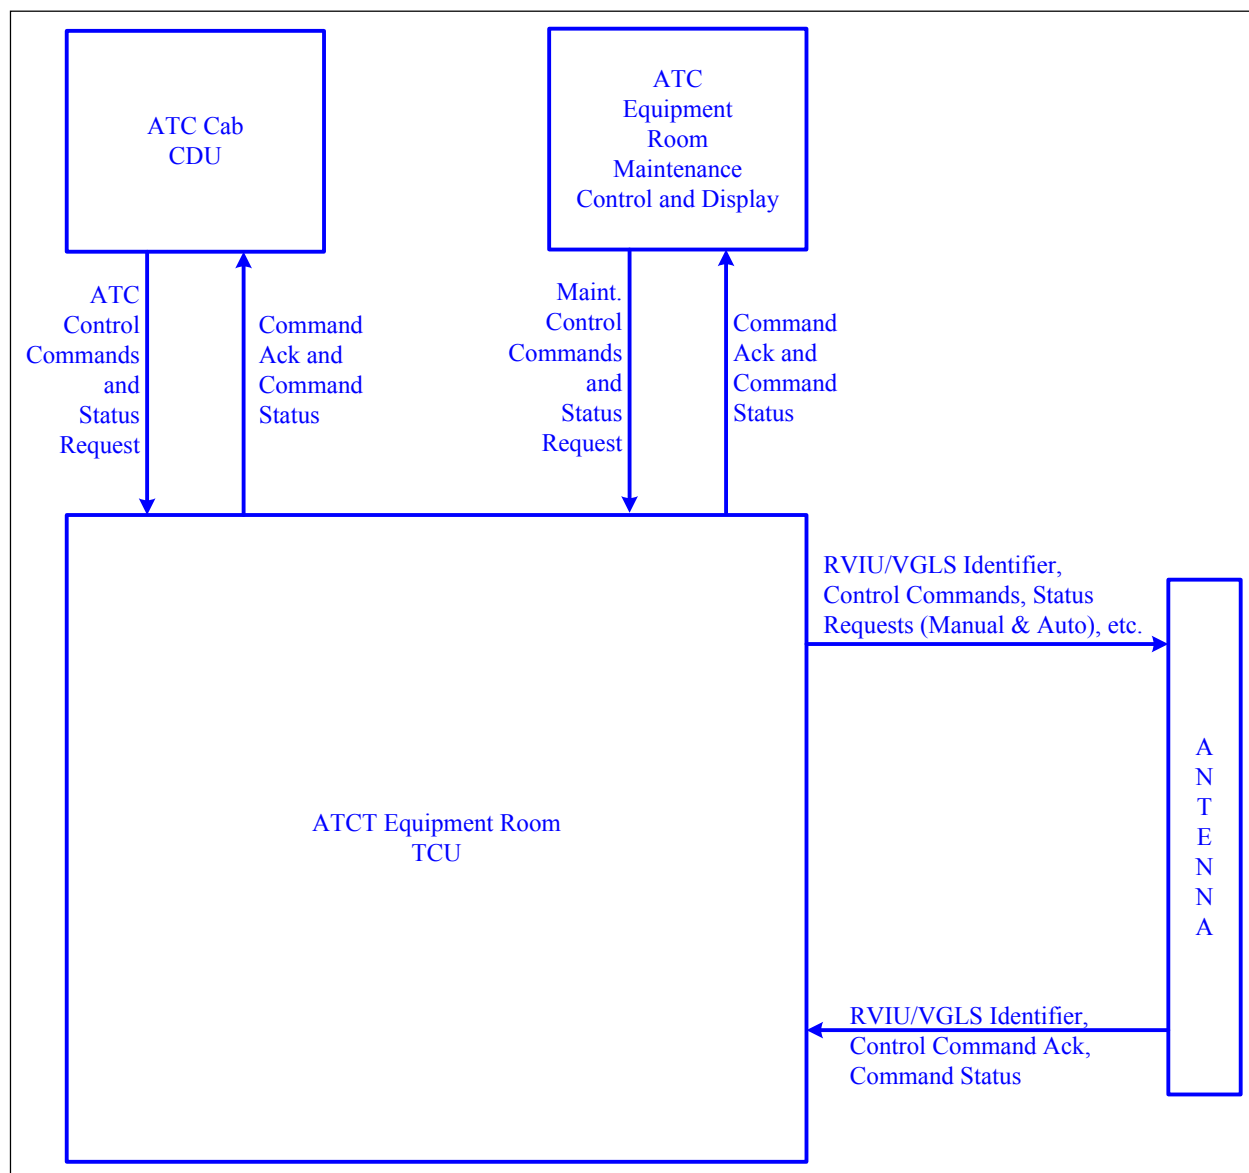 ATC Cab
CDU
ATC
Equipment
Room
Maintenance
Control and Display
ATC
Control
Commands
and
Status
Request
Command
Ack and
Command
Status
Maint.
Control
Commands
and
Status
Request
Command
Ack and
Command
Status
RVIU/VGLS Identifier,
Control Commands, Status
Requests (Manual & Auto), etc.
ATCT Equipment Room
TCU
A
N
T
E
N
N
A
RVIU/VGLS Identifier,
Control Command Ack,
Command Status